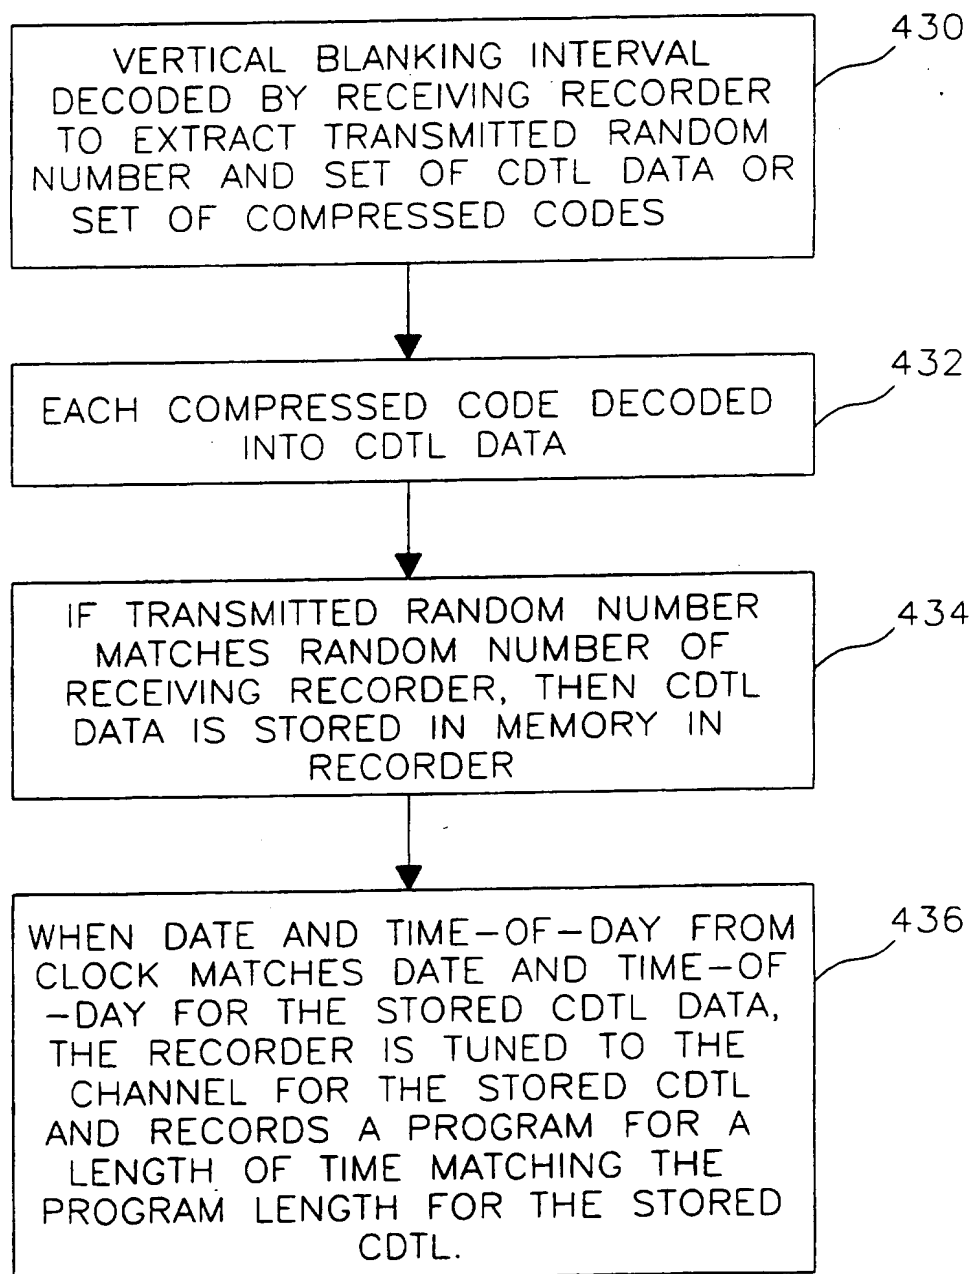 430
VERTICAL BLANKING INTERVAL
DECODED BY RECEIVING RECORDER
TO EXTRACT TRANSMITTED RANDOM
NUMBER AND SET OF CDTL DATA OR
SET OF COMPRESSED CODES
432
EACH COMPRESSED CODE DECODED
INTO CDTL DATA
434
IF TRANSMITTED RANDOM NUMBER
MATCHES RANDOM NUMBER OF
RECEIVING RECORDER, THEN CDTL
DATA IS STORED IN MEMORY IN
RECORDER
436
WHEN DATE AND TIME-OF-DAY FROM
CLOCK MATCHES DATE AND TIME-OF
-DAY FOR THE STORED CDTL DATA,
THE RECORDER IS TUNED TO THE
CHANNEL FOR THE STORED CDTL
AND RECORDS A PROGRAM FOR A
LENGTH OF TIME MATCHING THE
PROGRAM LENGTH FOR THE STORED
CDTL.